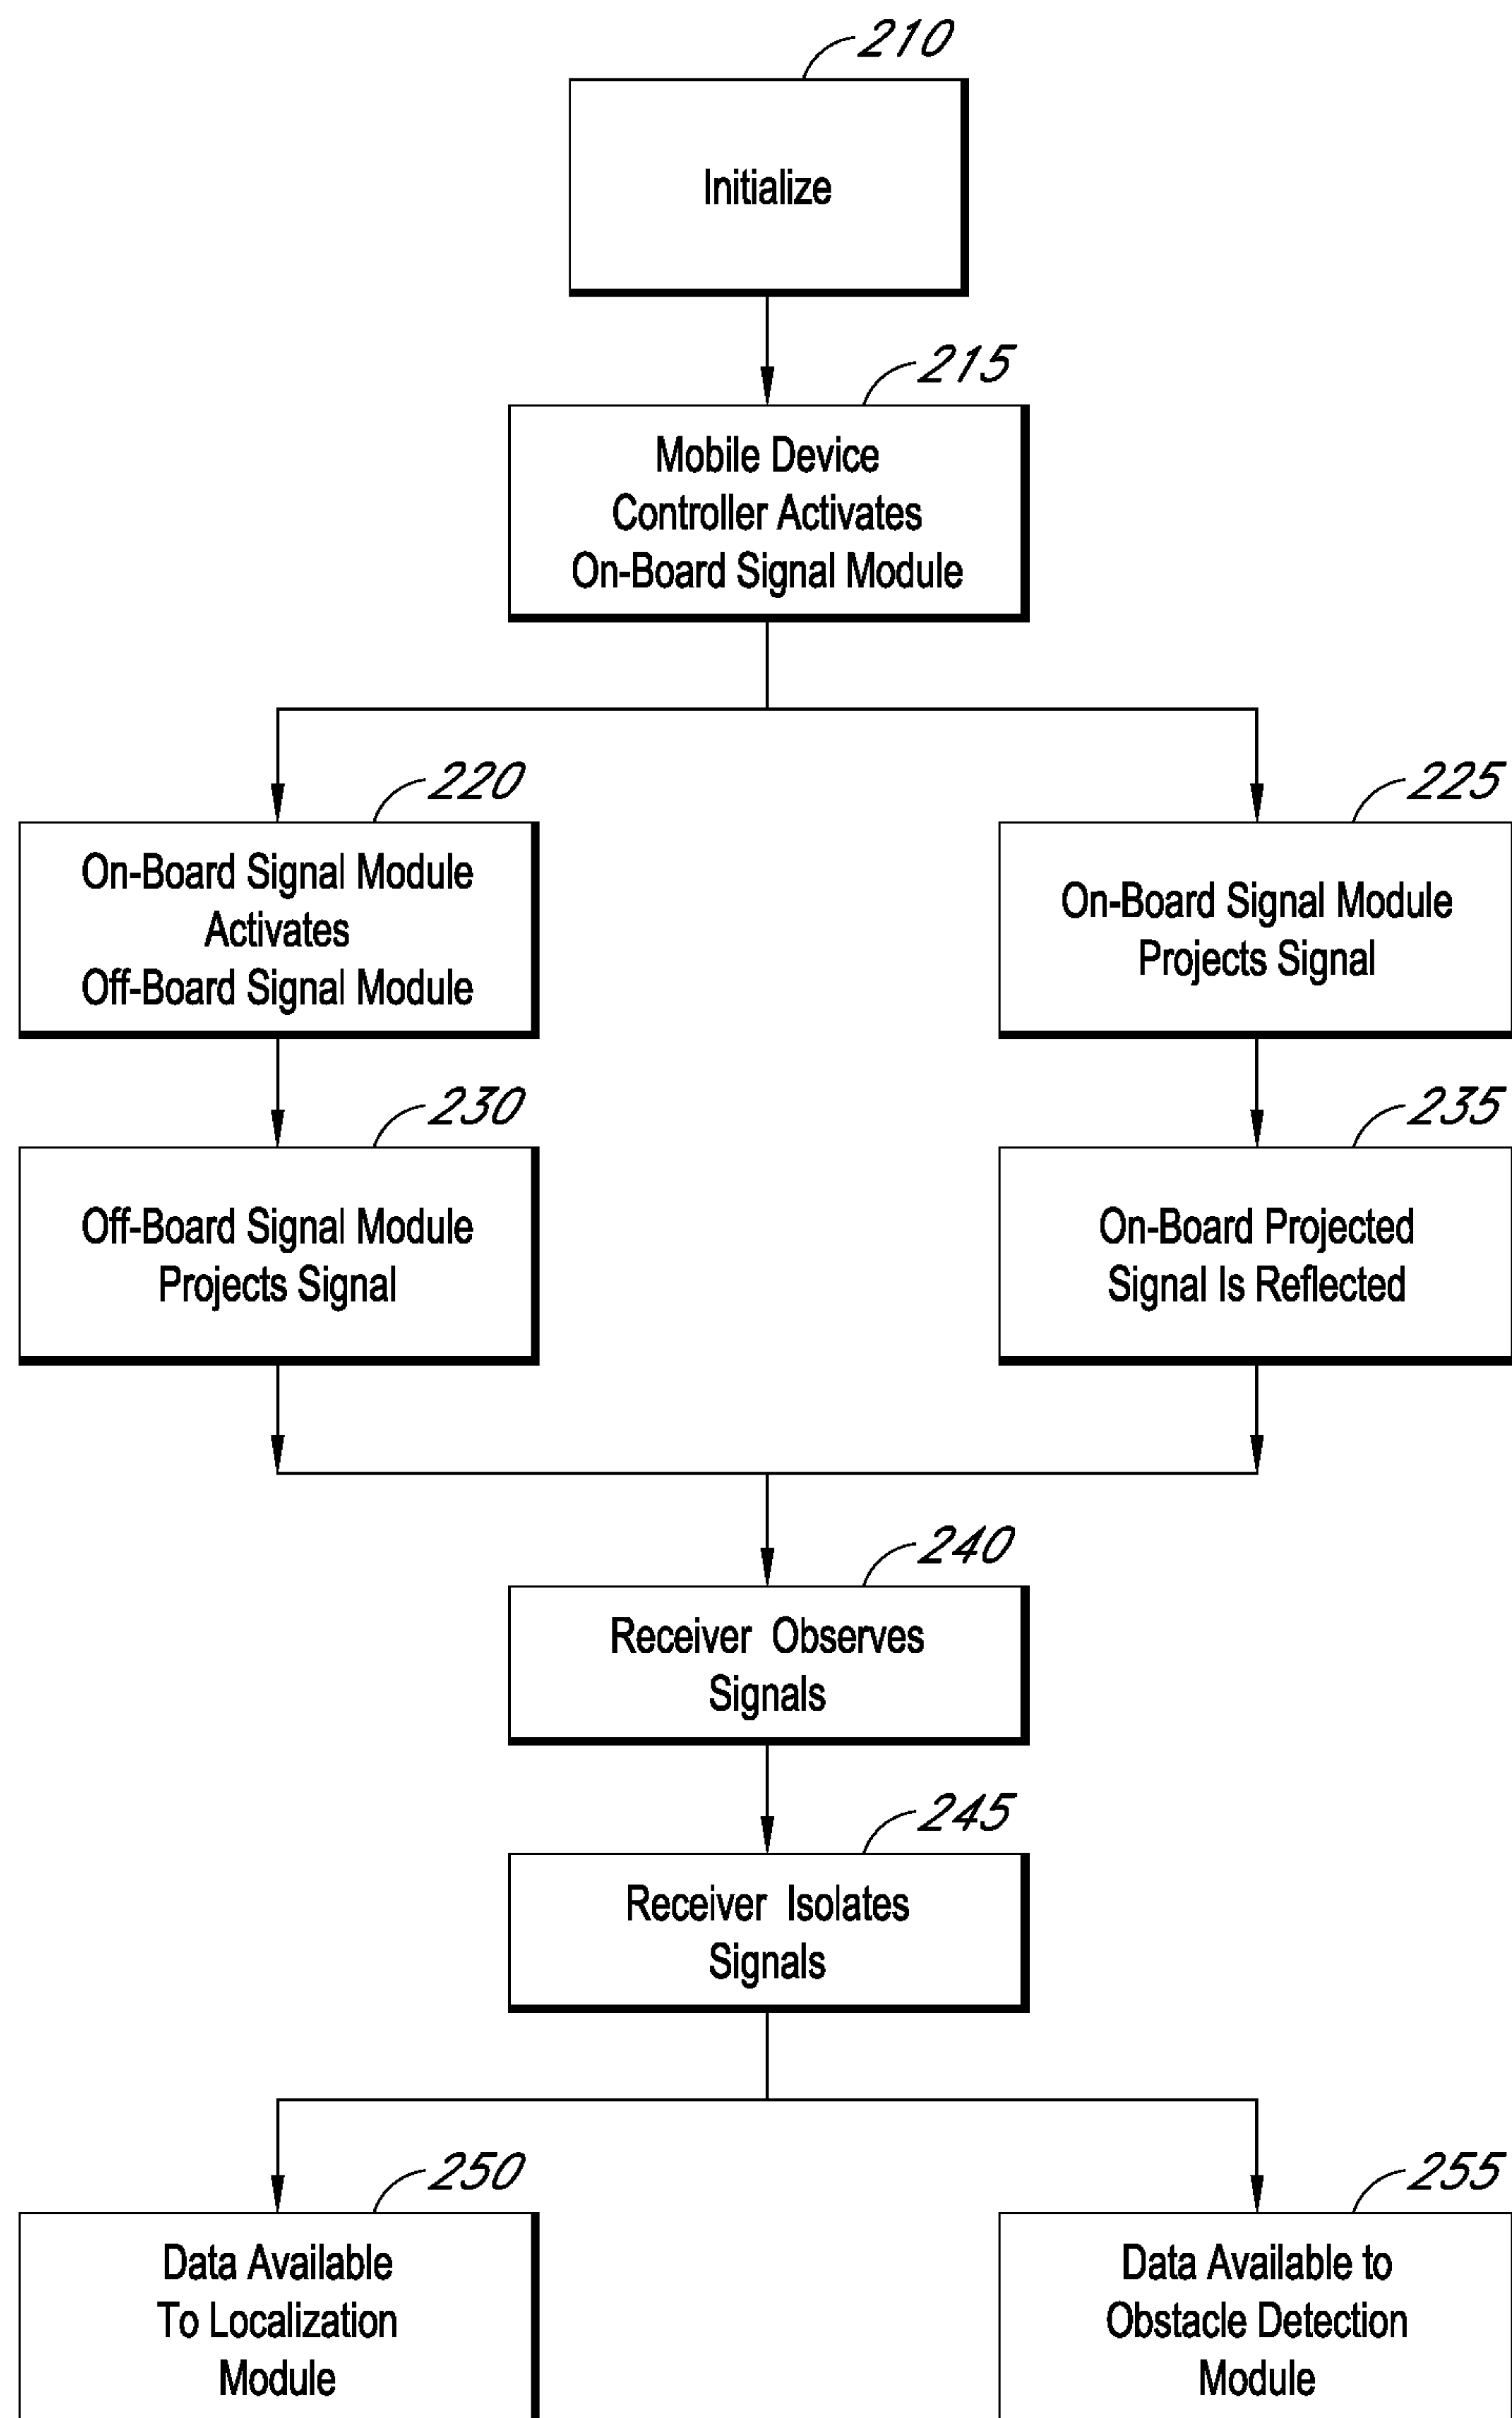 210
Initialize
215
Mobile Device
Controller Activates
On-Board Signal Module
220
On-Board Signal Module
Activates
Off-Board Signal Module
225
On-Board Signal Module
Projects Signal
230
Off-Board Signal Module
Projects Signal
235
On-Board Projected
Signal Is Reflected
240
Receiver Observes
Signals
245
Receiver Isolates
Signals
250
Data Available
To Localization
Module
255
Data Available to
Obstacle Detection
Module